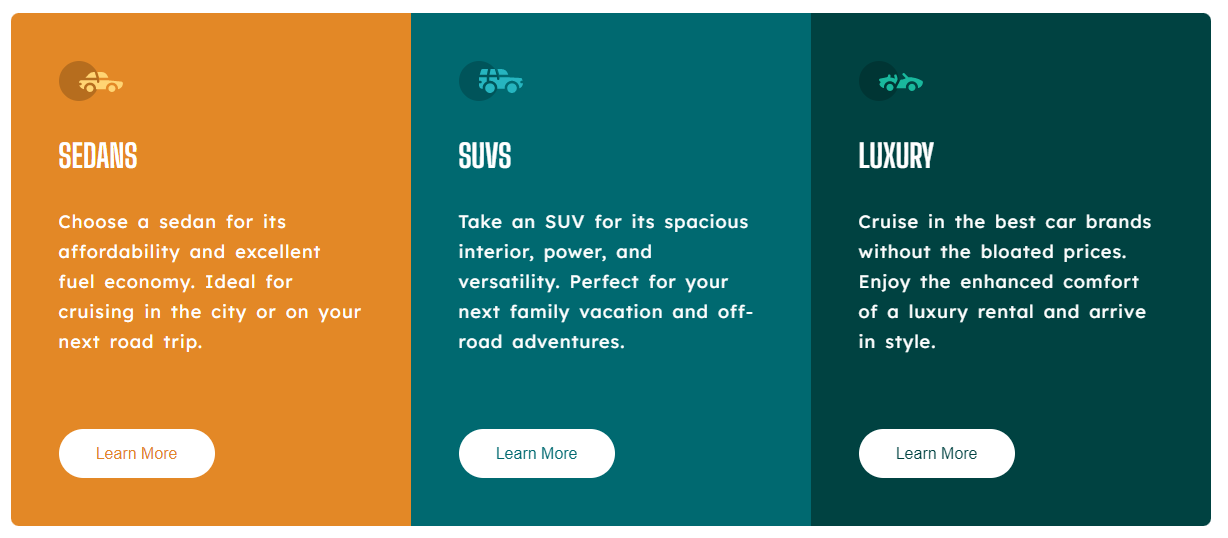 SEDANS
Choose a sedan for its
affordability and excellent
fuel economy. Ideal for
cruising in the city or on your
next road trip.
Learn More
SUVS
Take an SUV for its spacious
interior, power, and
versatility. Perfect for your
next family vacation and off-
road adventures.
Learn More
LUXURY
Cruise in the best car brands
without the bloated prices.
Enjoy the enhanced comfort
of a luxury rental and arrive
in style.
Learn More